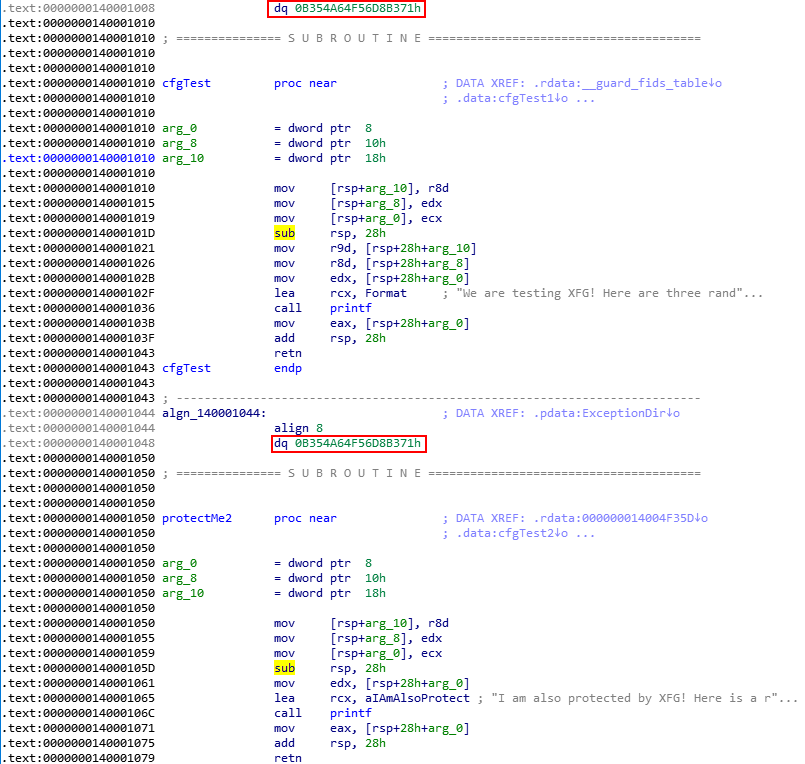 .text:0000000140001008 dq 0B354A64F56D8B371h
.text:0000000140001010
.text:0000000140001010 ; =============== S U B R O U T I N E =======================================
.text:0000000140001010
.text:0000000140001010
.text:0000000140001010 cfgTest proc near ; DATA XREF: .rdata:__guard_fids_table↓o
.text:0000000140001010 ; .data:cfgTest1↓o ...
.text:0000000140001010
.text:0000000140001010 arg_0 = dword ptr 8
.text:0000000140001010 arg_8 = dword ptr 10h
.text:0000000140001010 arg_10 = dword ptr 18h
.text:0000000140001010
.text:0000000140001010 mov [rsp+arg_10], r8d
.text:0000000140001015 mov [rsp+arg_8], edx
.text:0000000140001019 mov [rsp+arg_0], ecx
.text:000000014000101D sub rsp, 28h
.text:0000000140001021 mov r9d, [rsp+28h+arg_10]
.text:0000000140001026 mov r8d, [rsp+28h+arg_8]
.text:000000014000102B mov edx, [rsp+28h+arg_0]
.text:000000014000102F lea rcx, Format ; "We are testing XFG! Here are three rand"...
.text:0000000140001036 call printf
.text:000000014000103B mov eax, [rsp+28h+arg_0]
.text:000000014000103F add rsp, 28h
.text:0000000140001043 retn
.text:0000000140001043 cfgTest endp
.text:0000000140001043
.text:0000000140001043 ; ---------------------------------------------------------------------------
.text:0000000140001044 algn_140001044: ; DATA XREF: .pdata:ExceptionDir↓o
.text:0000000140001044 align 8
.text:0000000140001048 dq 0B354A64F56D8B371h
.text:0000000140001050
.text:0000000140001050 ; =============== S U B R O U T I N E =======================================
.text:0000000140001050
.text:0000000140001050
.text:0000000140001050 protectMe2 proc near ; DATA XREF: .rdata:000000014004F35D↓o
.text:0000000140001050 ; .data:cfgTest2↓o ...
.text:0000000140001050
.text:0000000140001050 arg_0 = dword ptr 8
.text:0000000140001050 arg_8 = dword ptr 10h
.text:0000000140001050 arg_10 = dword ptr 18h
.text:0000000140001050
.text:0000000140001050 mov [rsp+arg_10], r8d
.text:0000000140001055 mov [rsp+arg_8], edx
.text:0000000140001059 mov [rsp+arg_0], ecx
.text:000000014000105D sub rsp, 28h
.text:0000000140001061 mov edx, [rsp+28h+arg_0]
.text:0000000140001065 lea rcx, aIAmAlsoProtect ; "I am also protected by XFG! Here is a r"...
.text:000000014000106C call printf
.text:0000000140001071 mov eax, [rsp+28h+arg_0]
.text:0000000140001075 add rsp, 28h
.text:0000000140001079 retn